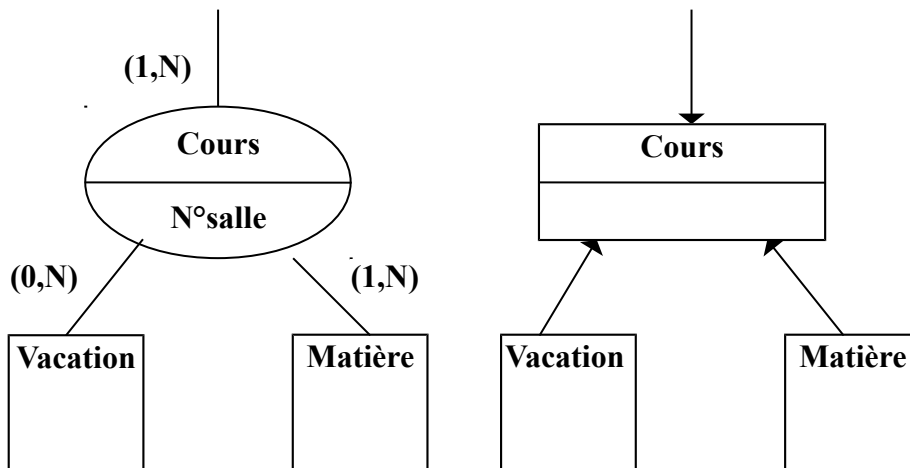 (1,N)
Cours
N°salle
(0,N)
(1,N)
Vacation
Matière
Cours
Vacation
Matière